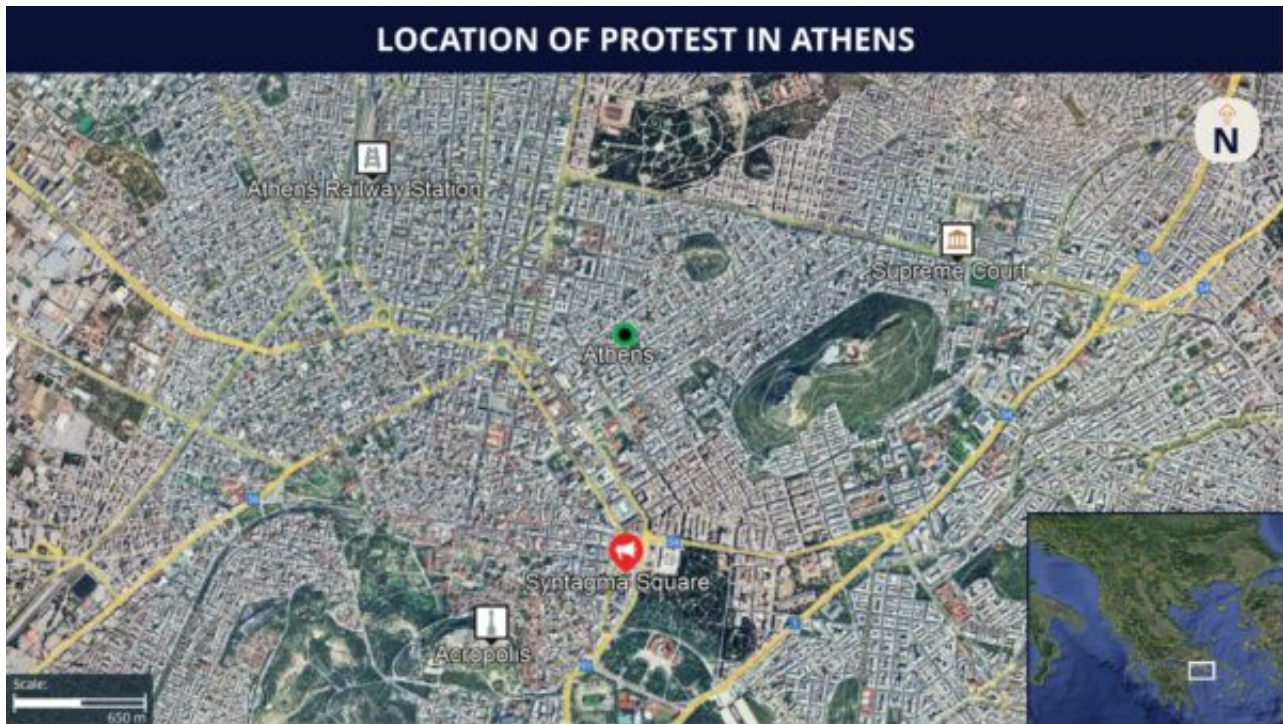 LOCATION OF PROTEST IN ATHENS
N
Athens Railway Station
Supreme Court
Athens
Syntagma Square
Acropolis
Scale:
650 m